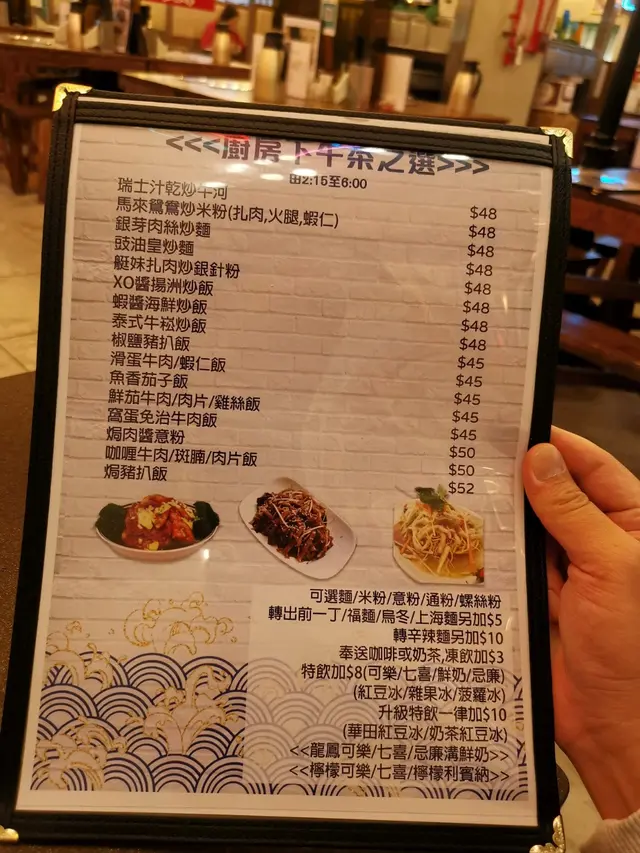 <<<廚房下午茶之選>>>
由2:15至6:00
瑞士汁乾炒牛河 $48
馬來鴛鴦炒米粉(扎肉,火腿,蝦仁) $48
銀芽肉絲炒麵 $48
豉油皇炒麵 $48
艇妹扎肉炒銀針粉 $48
XO醬揚洲炒飯 $48
蝦醬海鮮炒飯 $48
泰式牛崧炒飯 $48
椒鹽豬扒飯 $45
滑蛋牛肉/蝦仁飯 $45
魚香茄子飯 $45
鮮茄牛肉/肉片/雞絲飯 $45
窩蛋免治牛肉飯 $45
焗肉醬意粉 $50
咖喱牛肉/斑腩/肉片飯 $50
焗豬扒飯 $52
可選麵/米粉/意粉/通粉/螺絲粉
轉出前一丁/福麵/烏冬/上海麵另加$5
轉辛辣麵另加$10
奉送咖啡或奶茶,凍飲加$3
特飲加$8(可樂/七喜/鮮奶/忌廉)
(紅豆冰/雜果冰/菠蘿冰)
升級特飲一律加$10
(華田紅豆冰/奶茶紅豆冰)
<<龍鳳可樂/七喜/忌廉溝鮮奶>>
<<檸檬可樂/七喜/檸檬利賓納>>